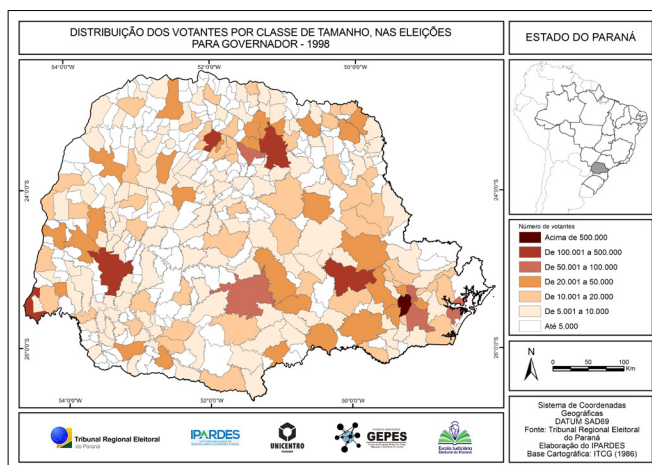 DISTRIBUIÇÃO DOS VOTANTES POR CLASSE DE TAMANHO, NAS ELEIÇÕES
PARA GOVERNADOR - 1998
ESTADO DO PARANÁ
54°0'0"O
52°0'0"O
50°0'0"O
24°0'0"S
24°0'0"S
26°0'0"S
26°0'0"S
54°0'0"O
52°0'0"O
50°0'0"O
Número de votantes
Acima de 500.000
De 100.001 a 500.000
De 50.001 a 100.000
De 20.001 a 50.000
De 10.001 a 20.000
De 5.001 a 10.000
Até 5.000
N
0 50 100
Km
Sistema de Coordenadas
Geográficas
DATUM SAD69
Fonte: Tribunal Regional Eleitoral
do Paraná
Elaboração do IPARDES
Base Cartográfica: ITCG (1986)
Tribunal Regional Eleitoral
do Paraná
IPARDES
UNICENTRO
PARANÁ
GEPES
Escola Judiciária
Eleitoral do Paraná